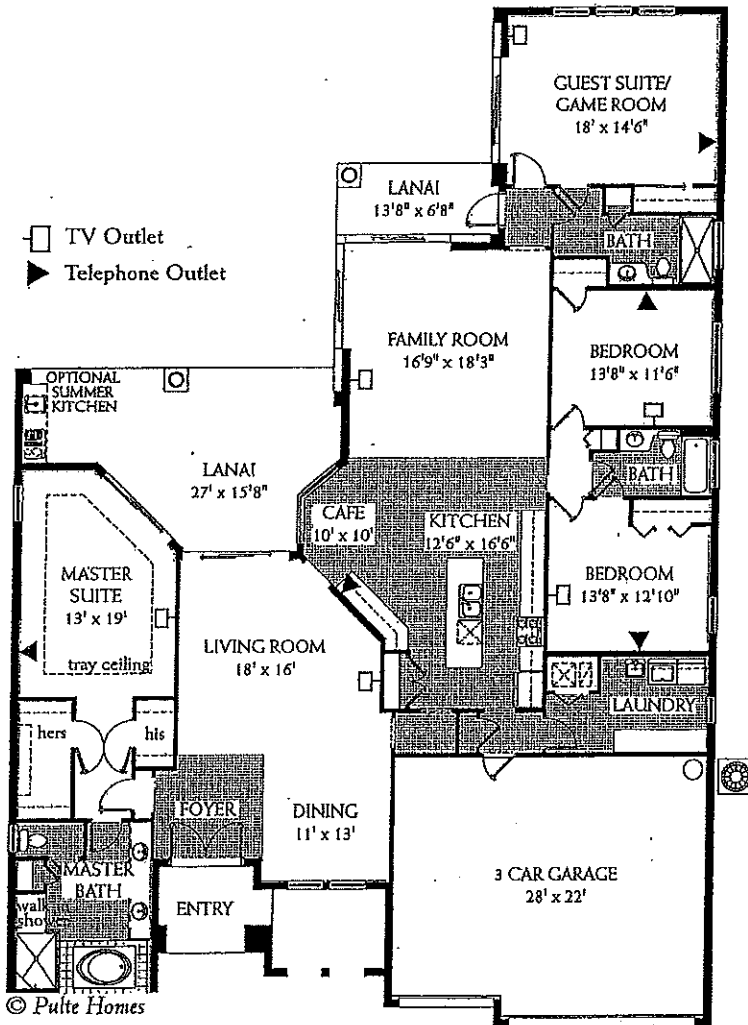 GUEST SUITE/
GAME ROOM
18' x 14'6"
LANAI
13'8" x 6'8"
TV Outlet
Telephone Outlet
BATH
FAMILY ROOM
16'9" x 18'3"
BEDROOM
13'8" x 11'6"
OPTIONAL
SUMMER
KITCHEN
LANAI
27' x 15'8"
BATH
CAFE
10' x 10'
KITCHEN
12'6" x 16'6"
MASTER
SUITE
13' x 19'
tray ceiling
BEDROOM
13'8" x 12'10"
LIVING ROOM
18' x 16'
LAUNDRY
hers
his
FOYER
DINING
11' x 13'
MASTER
BATH
3 CAR GARAGE
28' x 22'
walk in
shower
ENTRY
© Pulte Homes